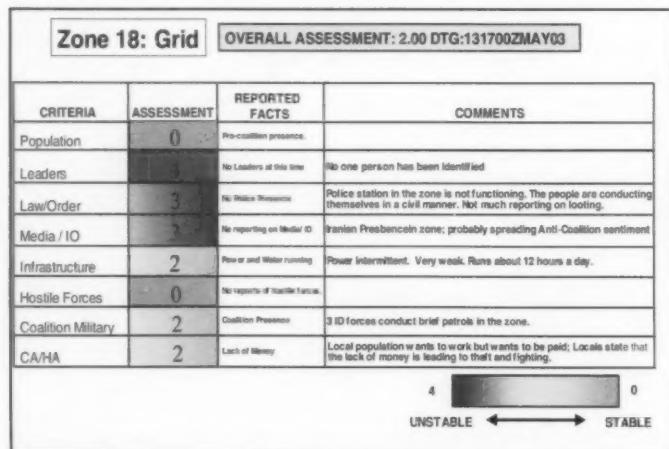 Zone 18: Grid
OVERALL ASSESSMENT: 2.00 DTG:131700ZMAY03
CRITERIA ASSESSMENT REPORTED FACTS COMMENTS
Population 0 Pro-coalition presence.
Leaders No Leaders at this time No one person has been identified
Law/Order 3 No Police Presence Police station in the zone is not functioning. The people are conducting
themselves in a civil manner. Not much reporting on looting.
Media / IO 3 No reporting on Media/ IO Iranian Presbencein zone; probably spreading Anti-Coalition sentiment
Infrastructure 2 Power and Water running Power intermittent. Very weak. Runs about 12 hours a day.
Hostile Forces 0 No reports of hostile forces.
Coalition Military 2 Coalition Presence 3 ID forces conduct brief patrols in the zone.
CA/HA 2 Lack of Money Local population wants to work but wants to be paid; Locals state that
the lack of money is leading to theft and fighting.
4 0
UNSTABLE STABLE